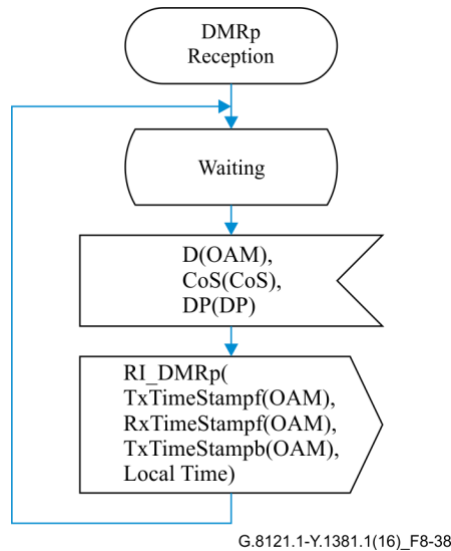 DMRp
Reception
Waiting
D(OAM),
CoS(CoS),
DP(DP)
RI_DMRp(
TxTimeStampf(OAM),
RxTimeStampf(OAM),
TxTimeStampb(OAM),
Local Time)
G.8121.1-Y.1381.1(16)_F8-38